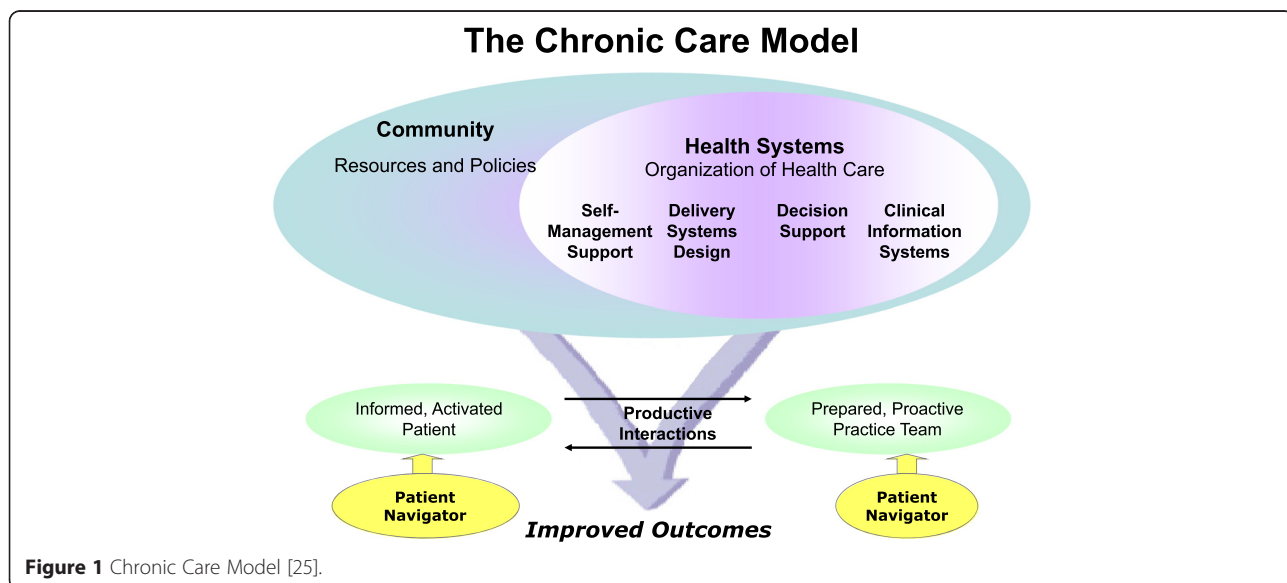 The Chronic Care Model
Community
Resources and Policies
Health Systems
Organization of Health Care
Self-
Management
Support
Delivery
Systems
Design
Decision
Support
Clinical
Information
Systems
Informed, Activated
Patient
Productive
Interactions
Prepared, Proactive
Practice Team
Patient
Navigator
Patient
Navigator
Improved Outcomes
Figure 1 Chronic Care Model [25].